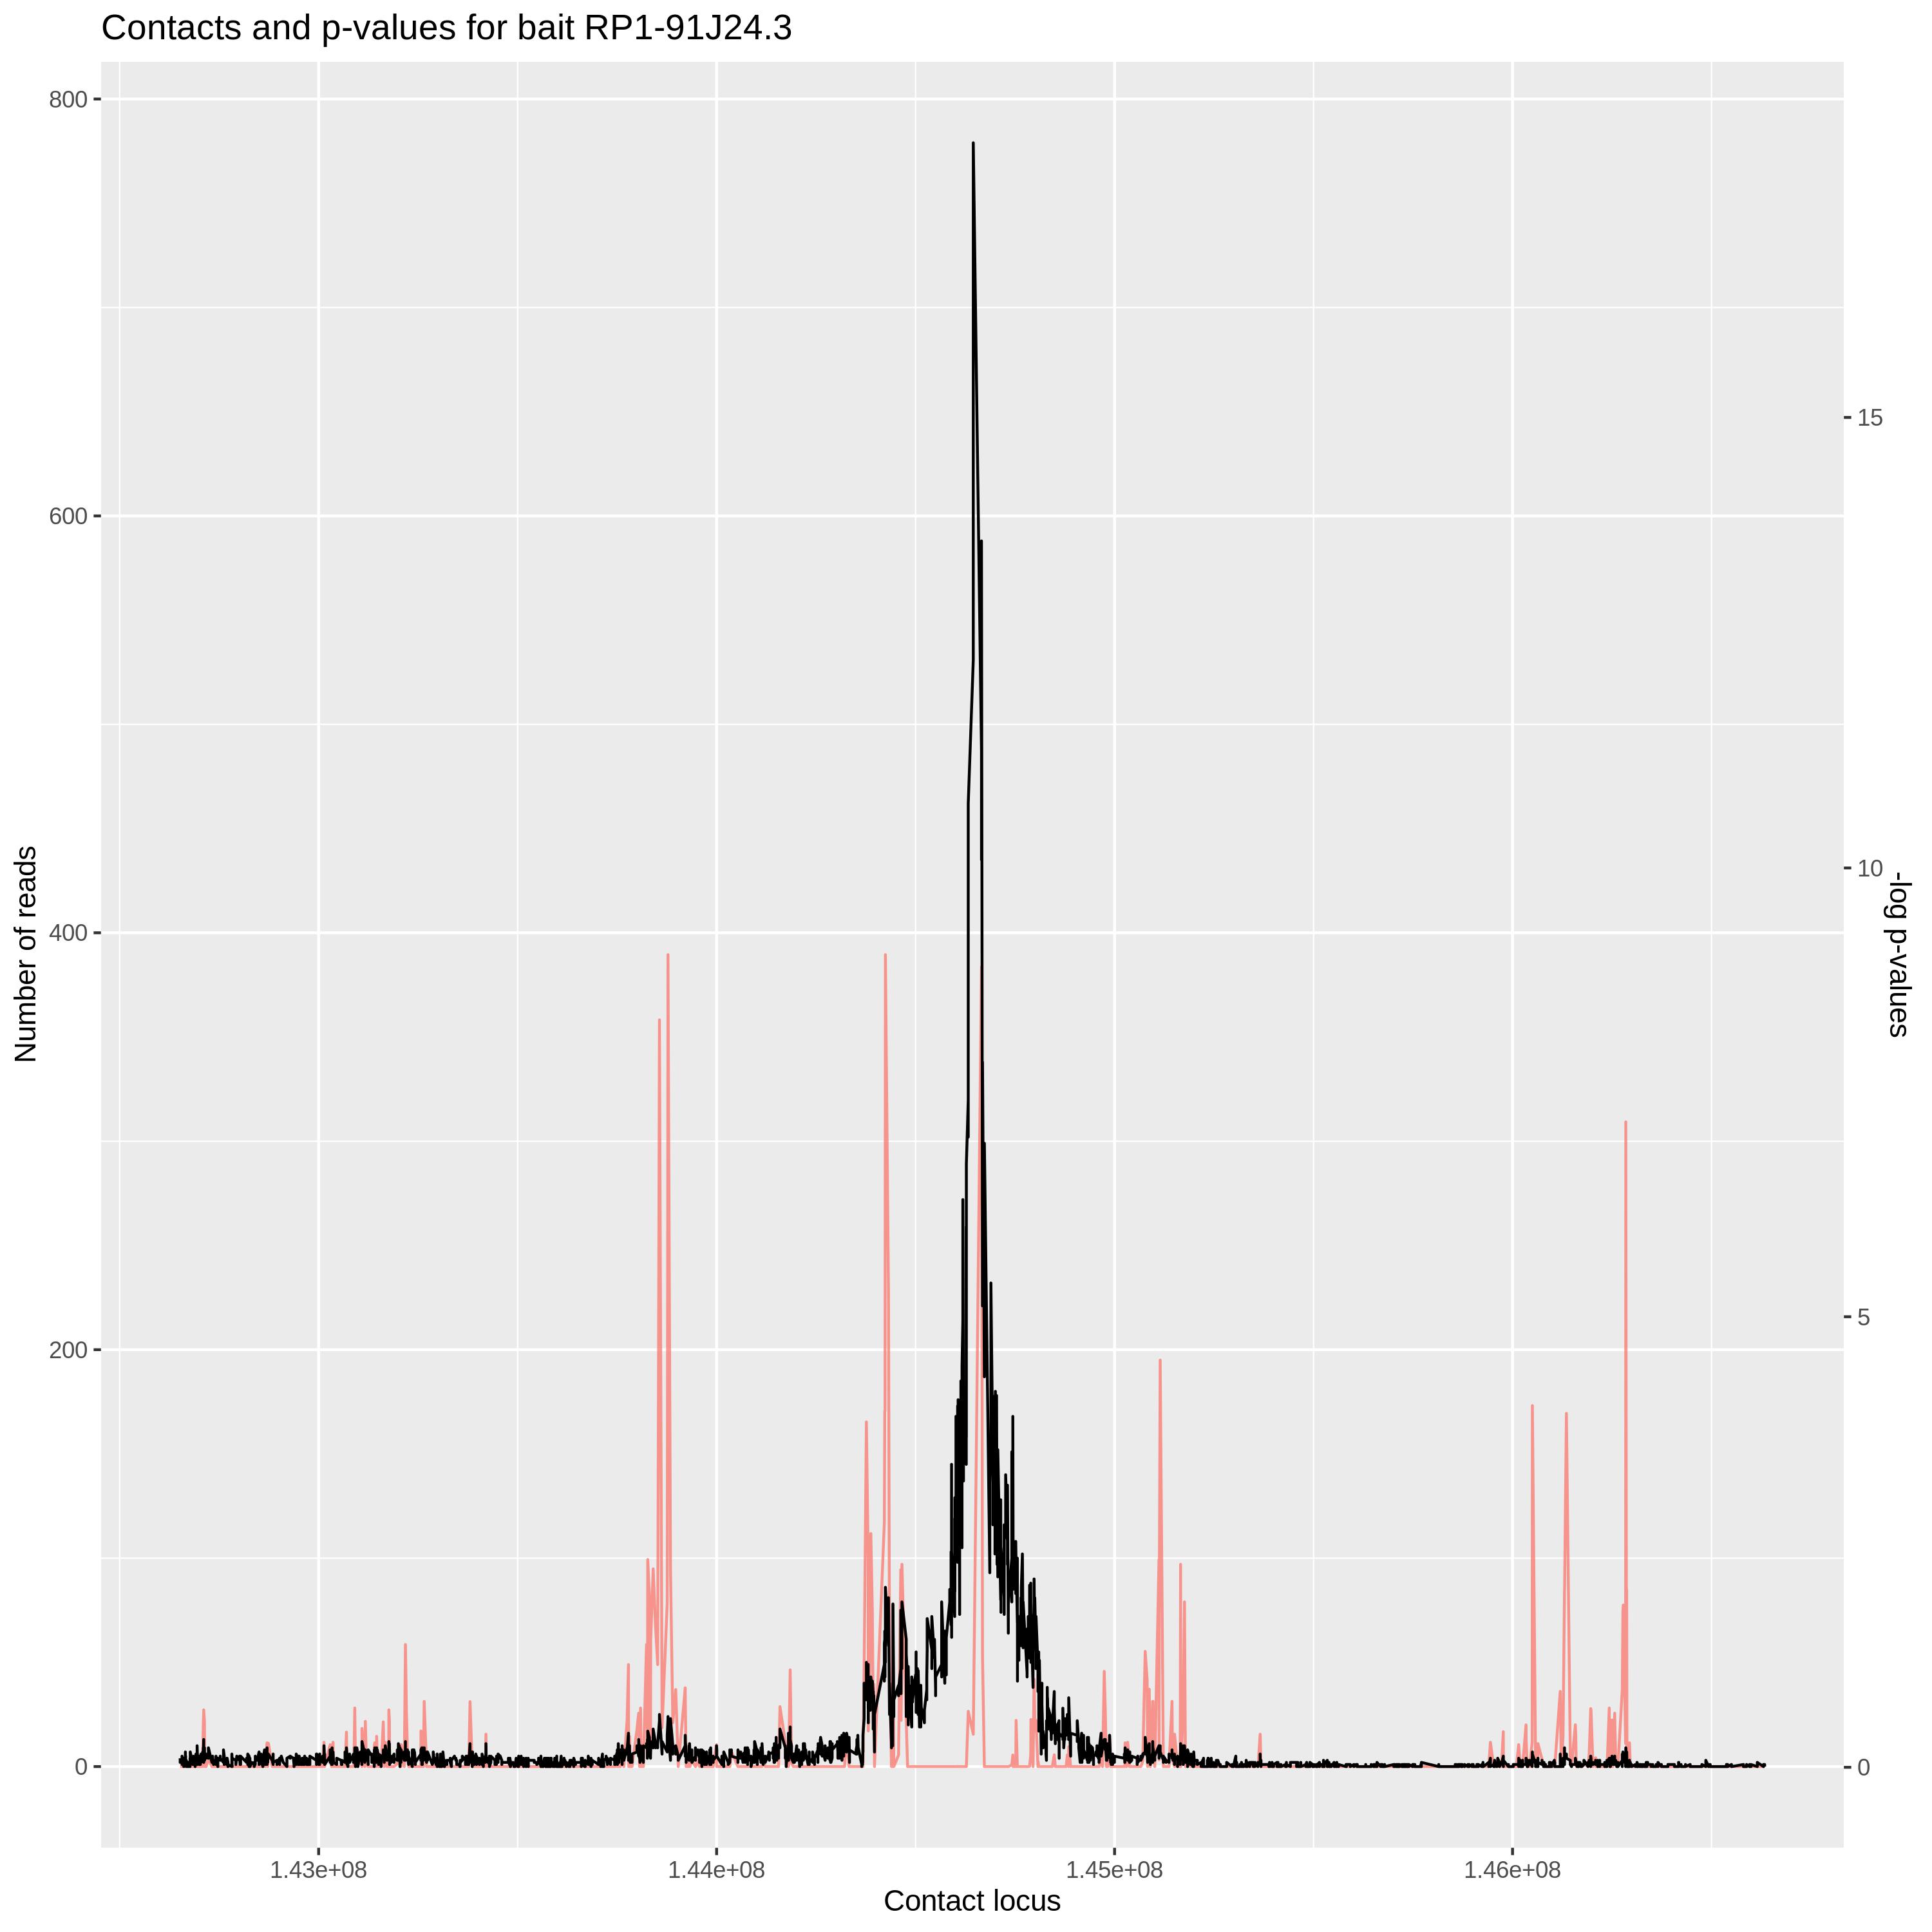 Contacts and p-values for bait RP1-91J24.3
800
600
400
200
0
Number of reads
15
10
5
0
-log p-values
1.43e+08 1.44e+08 1.45e+08 1.46e+08
Contact locus